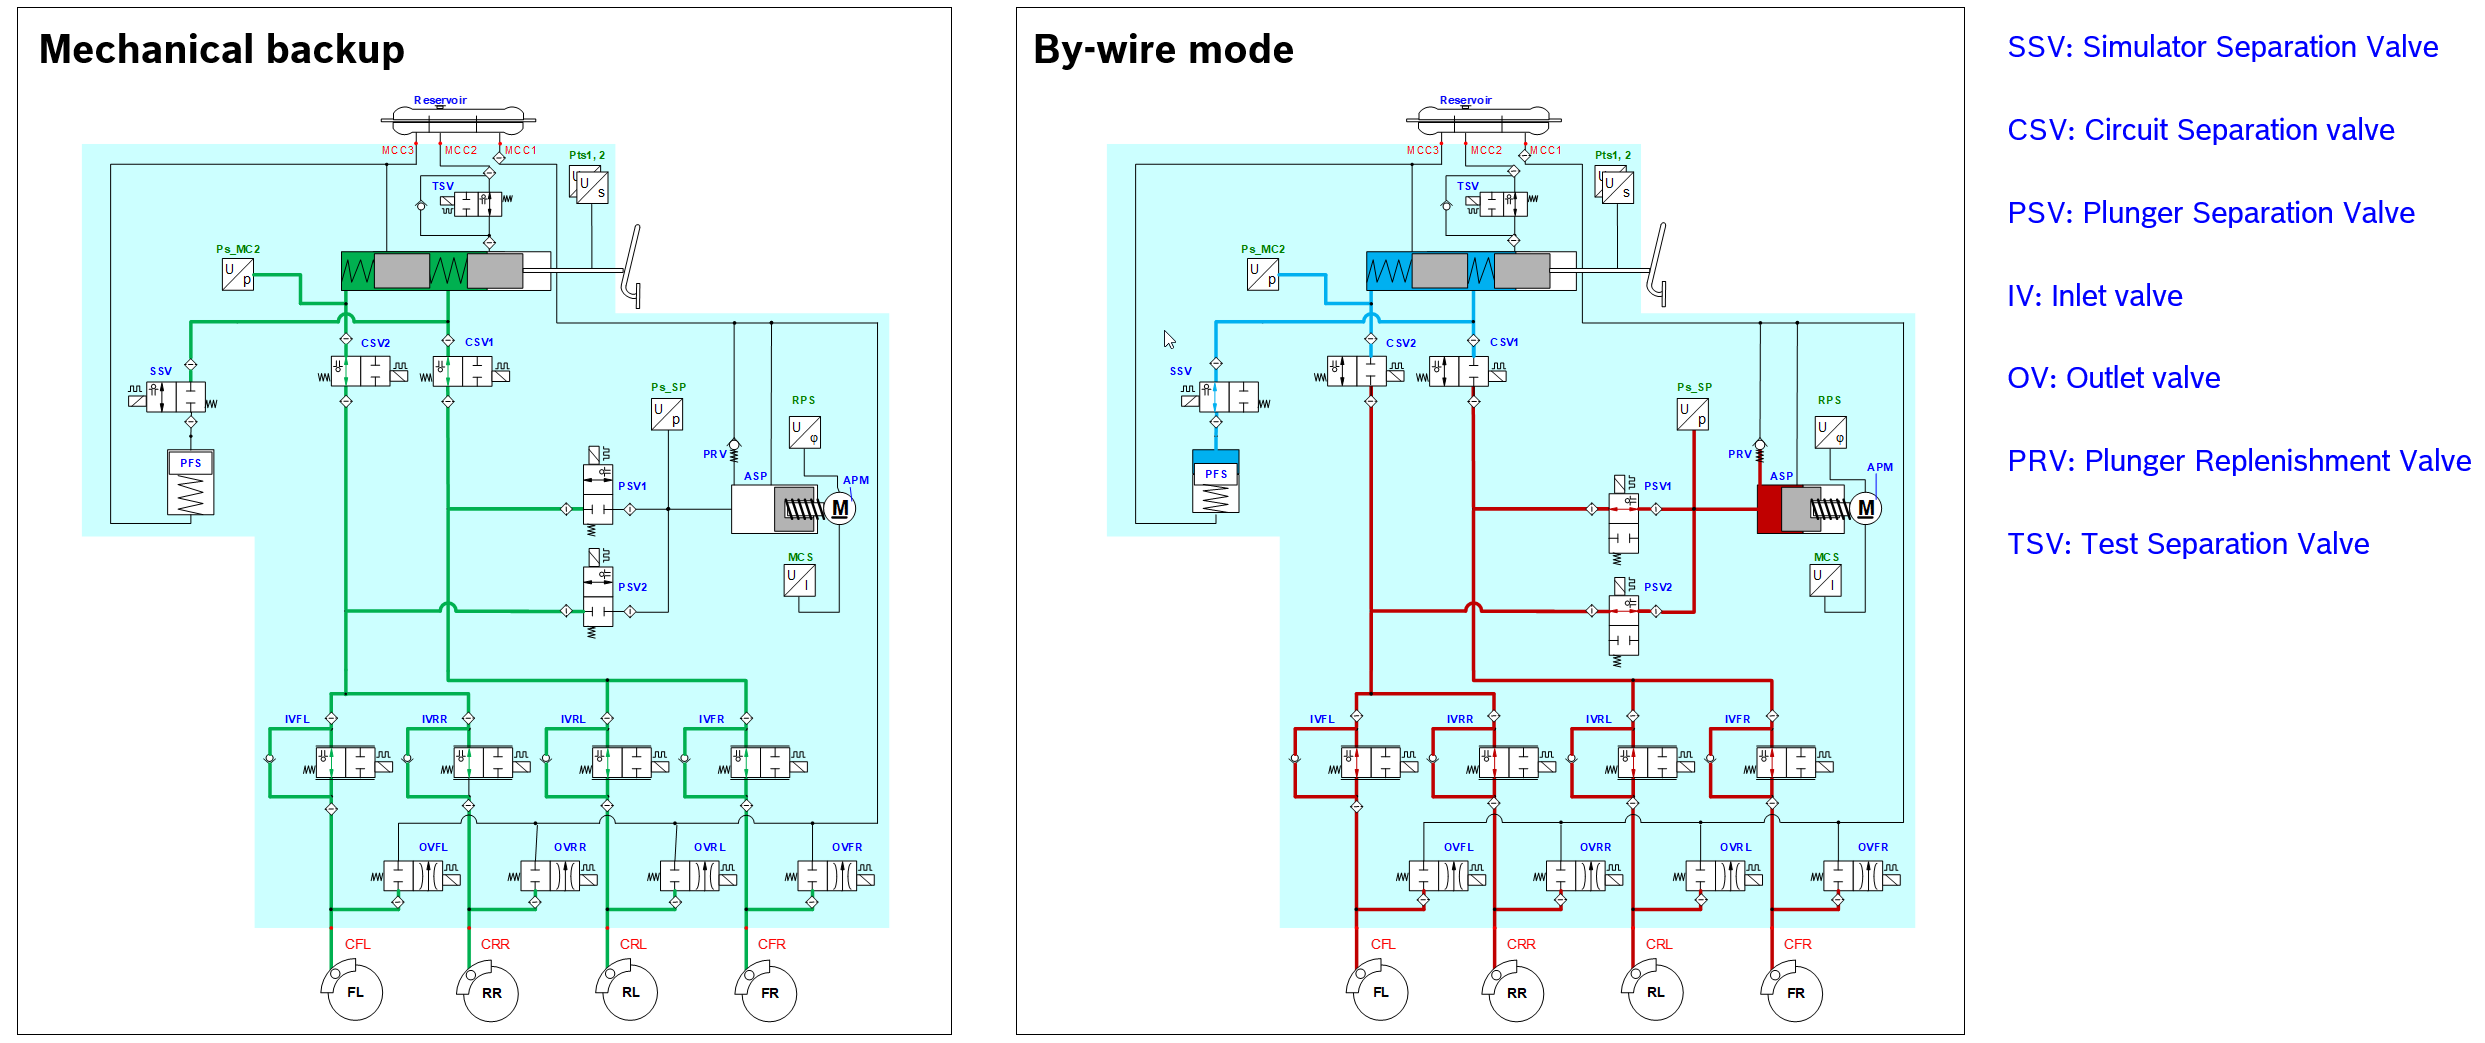 Mechanical backup
Reservoir
MCC3 MCC2 MCC1
Pts1, 2
U
U
s
TSV
Ps_MC2
U
p
CSV2 CSV1
SSV
PFS
Ps_SP
U
p
RPS
U
φ
PRV
ASP
APM
M
PSV1
MCS
U
I
PSV2
IVFL IVRR IVRL IVFR
OVFL OVRR OVRL OVFR
CFL CRR CRL CFR
FL RR RL FR
By-wire mode
Reservoir
MCC3 MCC2 MCC1
Pts1, 2
U
U
s
TSV
Ps_MC2
U
p
CSV2 CSV1
SSV
PFS
Ps_SP
U
p
RPS
U
φ
PRV
ASP
APM
M
PSV1
MCS
U
I
PSV2
IVFL IVRR IVRL IVFR
OVFL OVRR OVRL OVFR
CFL CRR CRL CFR
FL RR RL FR
SSV: Simulator Separation Valve
CSV: Circuit Separation valve
PSV: Plunger Separation Valve
IV: Inlet valve
OV: Outlet valve
PRV: Plunger Replenishment Valve
TSV: Test Separation Valve